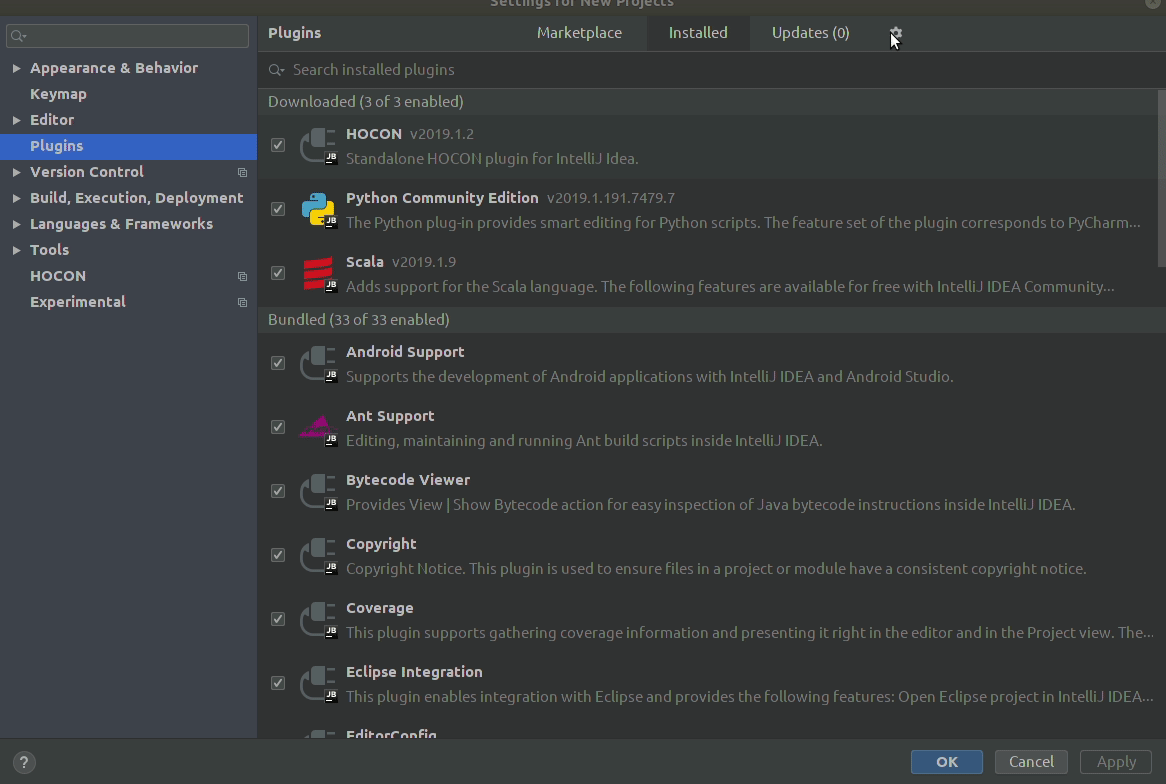 Settings for New Projects
Plugins Marketplace Installed Updates (0)
Search installed plugins
Appearance & Behavior
Keymap
Editor
Plugins
Version Control
Build, Execution, Deployment
Languages & Frameworks
Tools
HOCON
Experimental
Downloaded (3 of 3 enabled)
HOCON v2019.1.2
JB
Standalone HOCON plugin for IntelliJ Idea.
Python Community Edition v2019.1.191.7479.7
JB
The Python plug-in provides smart editing for Python scripts. The feature set of the plugin corresponds to PyCharm...
Scala v2019.1.9
JB
Adds support for the Scala language. The following features are available for free with IntelliJ IDEA Community...
Bundled (33 of 33 enabled)
Android Support
JB
Supports the development of Android applications with IntelliJ IDEA and Android Studio.
Ant Support
JB
Editing, maintaining and running Ant build scripts inside IntelliJ IDEA.
Bytecode Viewer
JB
Provides View | Show Bytecode action for easy inspection of Java bytecode instructions inside IntelliJ IDEA.
Copyright
JB
Copyright Notice. This plugin is used to ensure files in a project or module have a consistent copyright notice.
Coverage
JB
This plugin supports gathering coverage information and presenting it right in the editor and in the Project view. The...
Eclipse Integration
JB
This plugin enables integration with Eclipse and provides the following features: Open Eclipse project in IntelliJ IDEA...
EditorConfig
? OK Cancel Apply